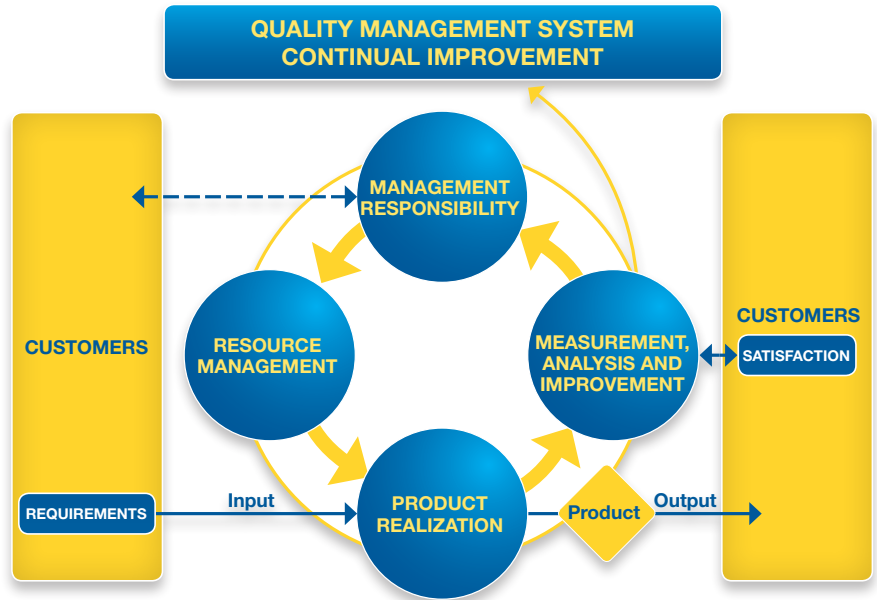 QUALITY MANAGEMENT SYSTEM
CONTINUAL IMPROVEMENT
MANAGEMENT
RESPONSIBILITY
CUSTOMERS
RESOURCE
MANAGEMENT
MEASUREMENT,
ANALYSIS AND
IMPROVEMENT
CUSTOMERS
SATISFACTION
REQUIREMENTS
Input
PRODUCT
REALIZATION
Product
Output